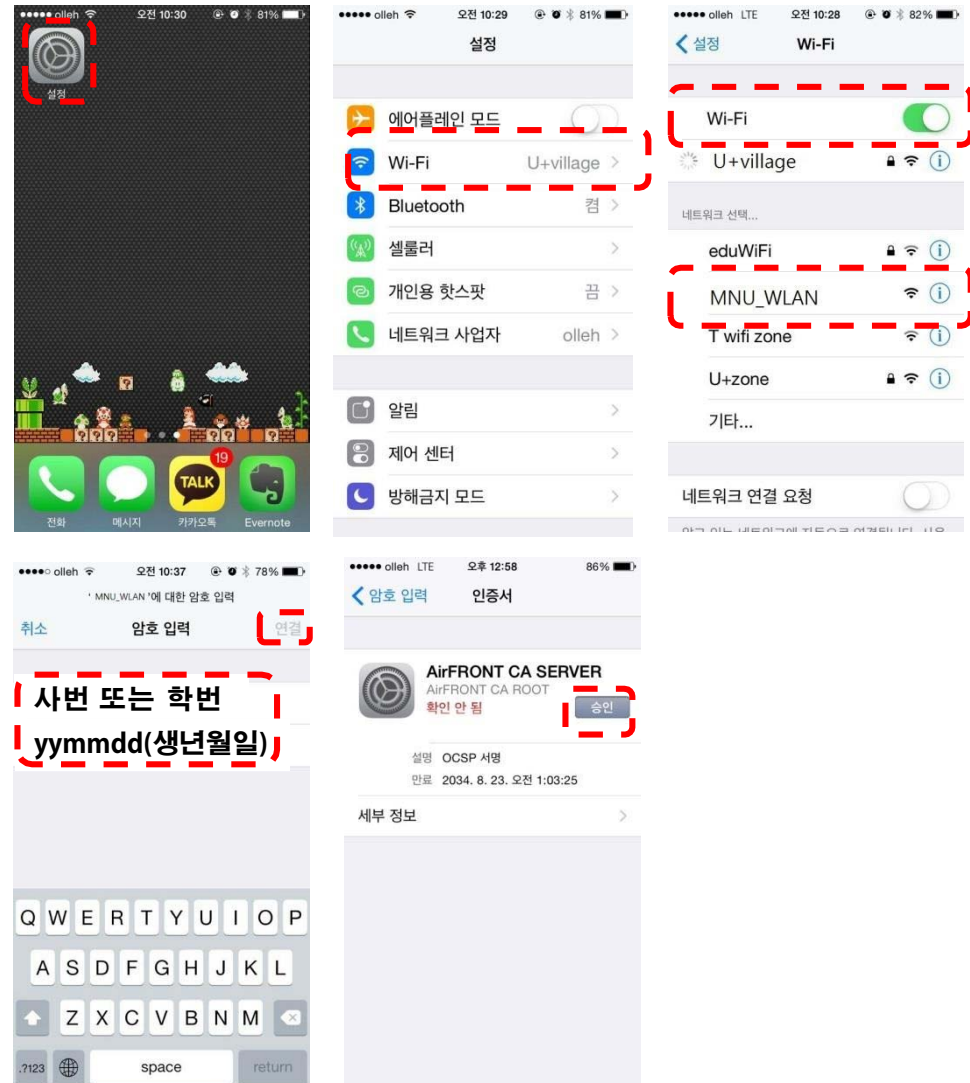 olleh 오전 10:30 81%
설정
? ?
? ? ? ? ?
19
TALK
전화 메시지 카카오톡 Evernote
olleh 오전 10:29 81%
설정
에어플레인 모드
Wi-Fi U+village
Bluetooth 켬
셀룰러
개인용 핫스팟 끔
네트워크 사업자 olleh
알림
제어 센터
방해금지 모드
olleh LTE 오전 10:28 82%
설정 Wi-Fi
Wi-Fi
U+village
네트워크 선택...
eduWiFi
MNU_WLAN
T wifi zone
U+zone
기타...
네트워크 연결 요청
olleh 오전 10:37 78%
' MNU_WLAN '에 대한 암호 입력
취소 암호 입력 연결
사번 또는 학번
yymmdd(생년월일)
Q W E R T Y U I O P
A S D F G H J K L
Z X C V B N M
.?123 space return
olleh LTE 오후 12:58 86%
암호 입력 인증서
AirFRONT CA SERVER
AirFRONT CA ROOT
확인 안 됨 승인
설명 OCSP 서명
만료 2034. 8. 23. 오전 1:03:25
세부 정보